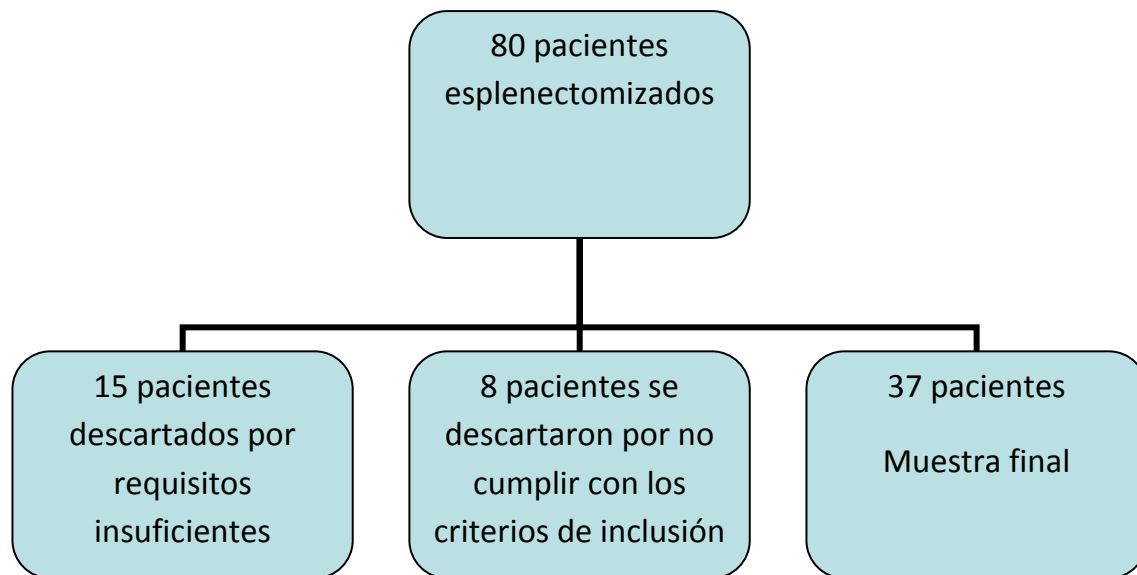 80 pacientes
esplenectomizados
15 pacientes
descartados por
requisitos
insuficientes
8 pacientes se
descartaron por no
cumplir con los
criterios de inclusión
37 pacientes
Muestra final